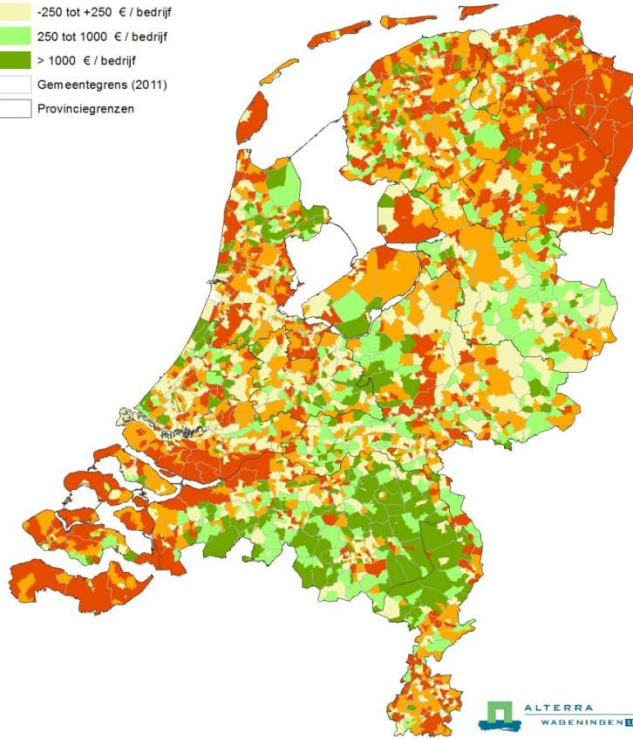 -250 tot +250 € / bedrijf
250 tot 1000 € / bedrijf
> 1000 € / bedrijf
Gemeentegrens (2011)
Provinciegrenzen
ALTERRA
WAGENINGEN